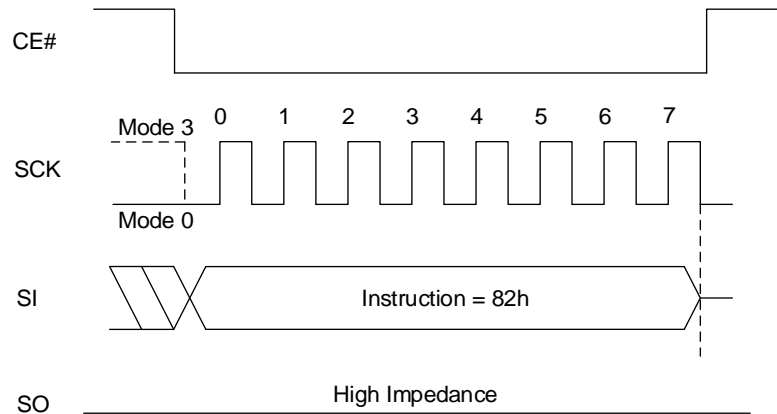 CE#
Mode 3
0 1 2 3 4 5 6 7
SCK
Mode 0
SI
Instruction = 82h
High Impedance
SO